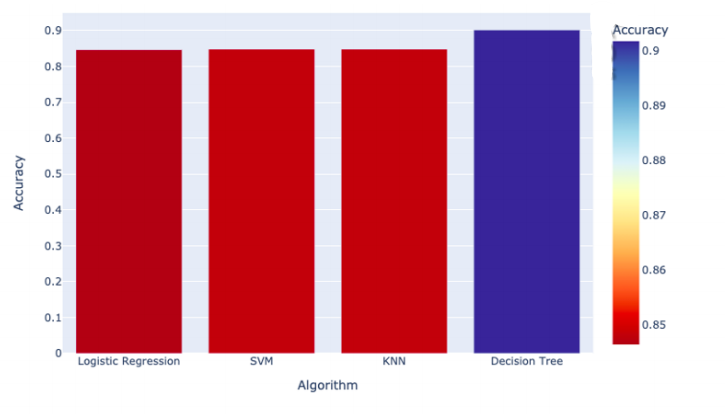 Accuracy
0.9
0.8
0.7
0.6
0.5
0.4
0.3
0.2
0.1
0
Logistic Regression
SVM
KNN
Decision Tree
Algorithm
Accuracy
0.9
0.89
0.88
0.87
0.86
0.85